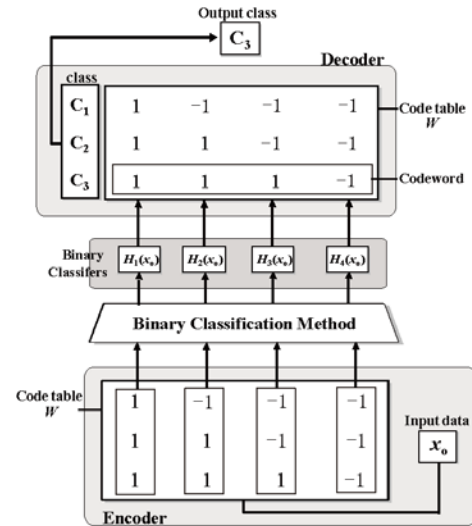 Output class
C3
Decoder
class
C1 1 -1 -1 -1
Code table
W
C2 1 1 -1 -1
C3 1 1 1 -1
Codeword
Binary
Classifers
H1(xo) H2(xo) H3(xo) H4(xo)
Binary Classification Method
Code table
W
1 -1 -1 -1
1 1 -1 -1
1 1 1 -1
Input data
xo
Encoder